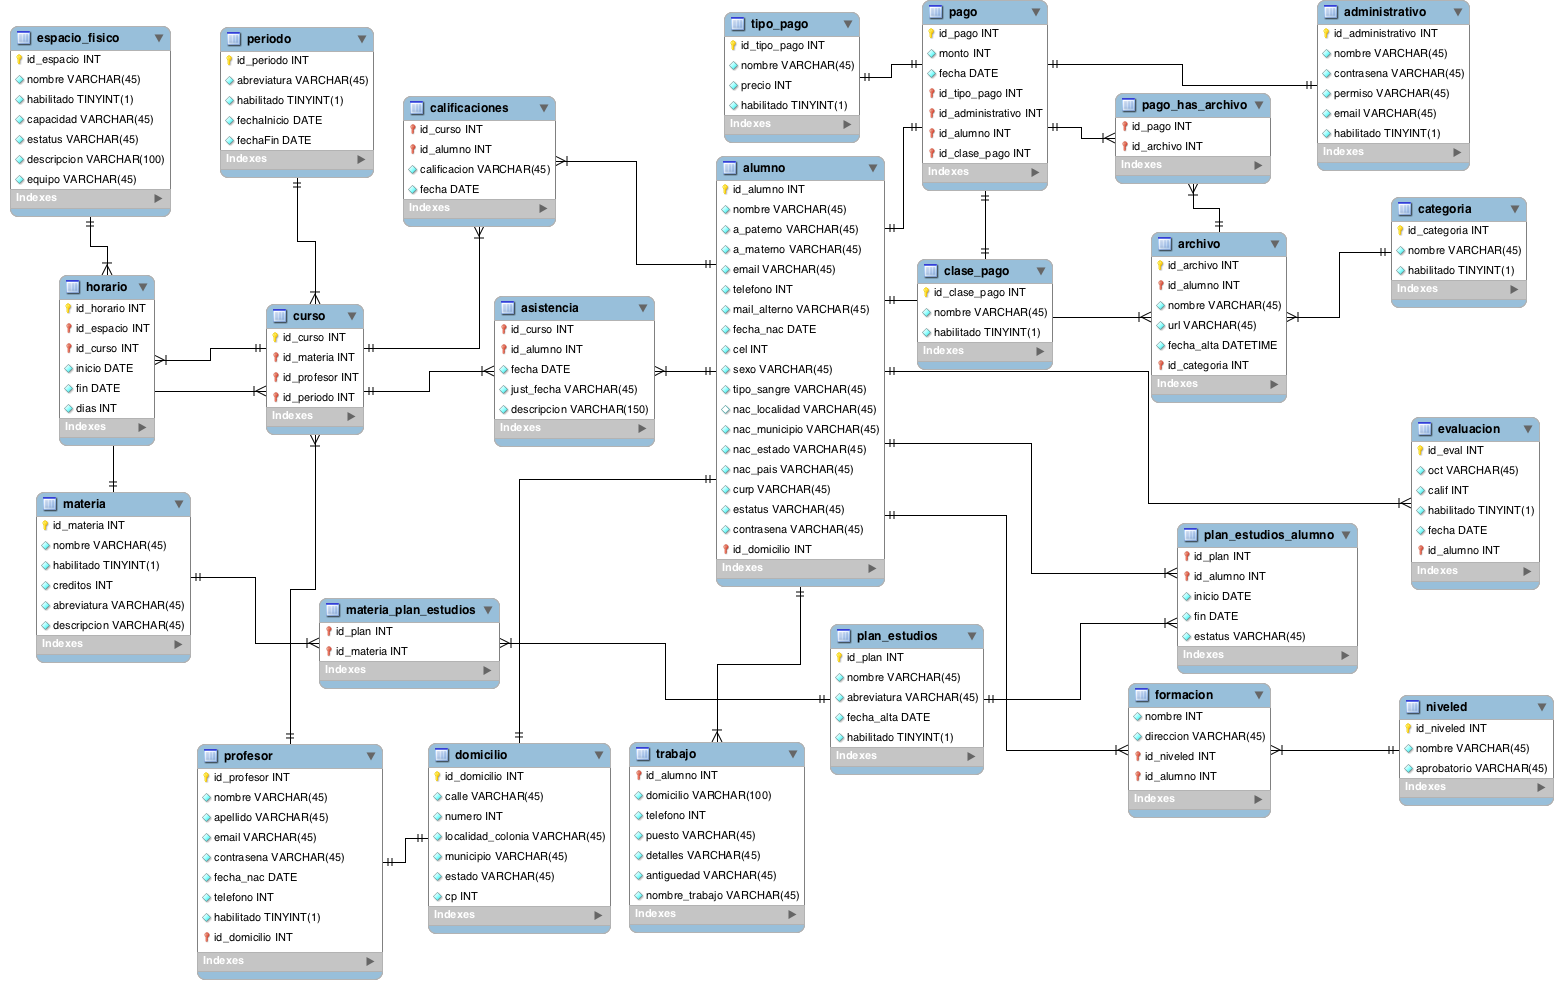 espacio_fisico
id_espacio INT
nombre VARCHAR(45)
habilitado TINYINT(1)
capacidad VARCHAR(45)
estatus VARCHAR(45)
descripcion VARCHAR(100)
equipo VARCHAR(45)
Indexes
periodo
id_periodo INT
abreviatura VARCHAR(45)
habilitado TINYINT(1)
fechaInicio DATE
fechaFin DATE
Indexes
calificaciones
id_curso INT
id_alumno INT
calificacion VARCHAR(45)
fecha DATE
Indexes
tipo_pago
id_tipo_pago INT
nombre VARCHAR(45)
precio INT
habilitado TINYINT(1)
Indexes
pago
id_pago INT
monto INT
fecha DATE
id_tipo_pago INT
id_administrativo INT
id_alumno INT
id_clase_pago INT
Indexes
administrativo
id_administrativo INT
nombre VARCHAR(45)
contrasena VARCHAR(45)
permiso VARCHAR(45)
email VARCHAR(45)
habilitado TINYINT(1)
Indexes
pago_has_archivo
id_pago INT
id_archivo INT
Indexes
horario
id_horario INT
id_espacio INT
id_curso INT
inicio DATE
fin DATE
dias INT
Indexes
curso
id_curso INT
id_materia INT
id_profesor INT
id_periodo INT
Indexes
asistencia
id_curso INT
id_alumno INT
fecha DATE
just_fecha VARCHAR(45)
descripcion VARCHAR(150)
Indexes
alumno
id_alumno INT
nombre VARCHAR(45)
a_paterno VARCHAR(45)
a_materno VARCHAR(45)
email VARCHAR(45)
telefono INT
mail_alterno VARCHAR(45)
fecha_nac DATE
cel INT
sexo VARCHAR(45)
tipo_sangre VARCHAR(45)
nac_localidad VARCHAR(45)
nac_municipio VARCHAR(45)
nac_estado VARCHAR(45)
nac_pais VARCHAR(45)
curp VARCHAR(45)
estatus VARCHAR(45)
contrasena VARCHAR(45)
id_domicilio INT
Indexes
clase_pago
id_clase_pago INT
nombre VARCHAR(45)
habilitado TINYINT(1)
Indexes
archivo
id_archivo INT
id_alumno INT
nombre VARCHAR(45)
url VARCHAR(45)
fecha_alta DATETIME
id_categoria INT
Indexes
categoria
id_categoria INT
nombre VARCHAR(45)
habilitado TINYINT(1)
Indexes
evaluacion
id_eval INT
oct VARCHAR(45)
calif INT
habilitado TINYINT(1)
fecha DATE
id_alumno INT
Indexes
materia
id_materia INT
nombre VARCHAR(45)
habilitado TINYINT(1)
creditos INT
abreviatura VARCHAR(45)
descripcion VARCHAR(45)
Indexes
materia_plan_estudios
id_plan INT
id_materia INT
Indexes
plan_estudios
id_plan INT
nombre VARCHAR(45)
abreviatura VARCHAR(45)
fecha_alta DATE
habilitado TINYINT(1)
Indexes
plan_estudios_alumno
id_plan INT
id_alumno INT
inicio DATE
fin DATE
estatus VARCHAR(45)
Indexes
formacion
nombre INT
direccion VARCHAR(45)
id_niveled INT
id_alumno INT
Indexes
niveled
id_niveled INT
nombre VARCHAR(45)
aprobatorio VARCHAR(45)
Indexes
profesor
id_profesor INT
nombre VARCHAR(45)
apellido VARCHAR(45)
email VARCHAR(45)
contrasena VARCHAR(45)
fecha_nac DATE
telefono INT
habilitado TINYINT(1)
id_domicilio INT
Indexes
domicilio
id_domicilio INT
calle VARCHAR(45)
numero INT
localidad_colonia VARCHAR(45)
municipio VARCHAR(45)
estado VARCHAR(45)
cp INT
Indexes
trabajo
id_alumno INT
domicilio VARCHAR(100)
telefono INT
puesto VARCHAR(45)
detalles VARCHAR(45)
antiguedad VARCHAR(45)
nombre_trabajo VARCHAR(45)
Indexes